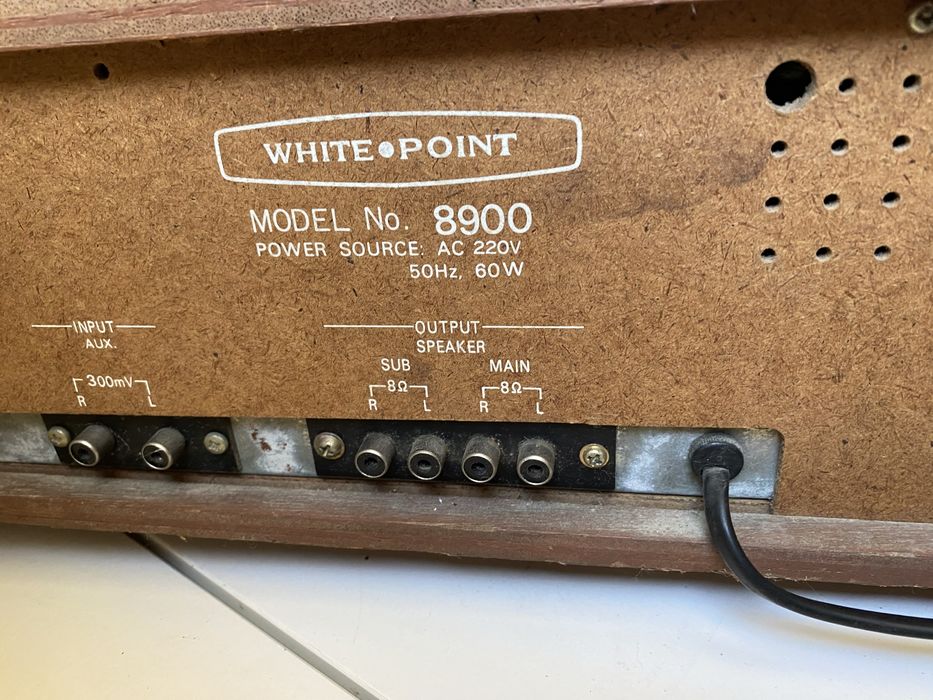 WHITE●POINT
MODEL No. 8900
POWER SOURCE: AC 220V
50Hz, 60W
INPUT
AUX.
300mV
R L
OUTPUT
SPEAKER
SUB MAIN
8Ω 8Ω
R L R L